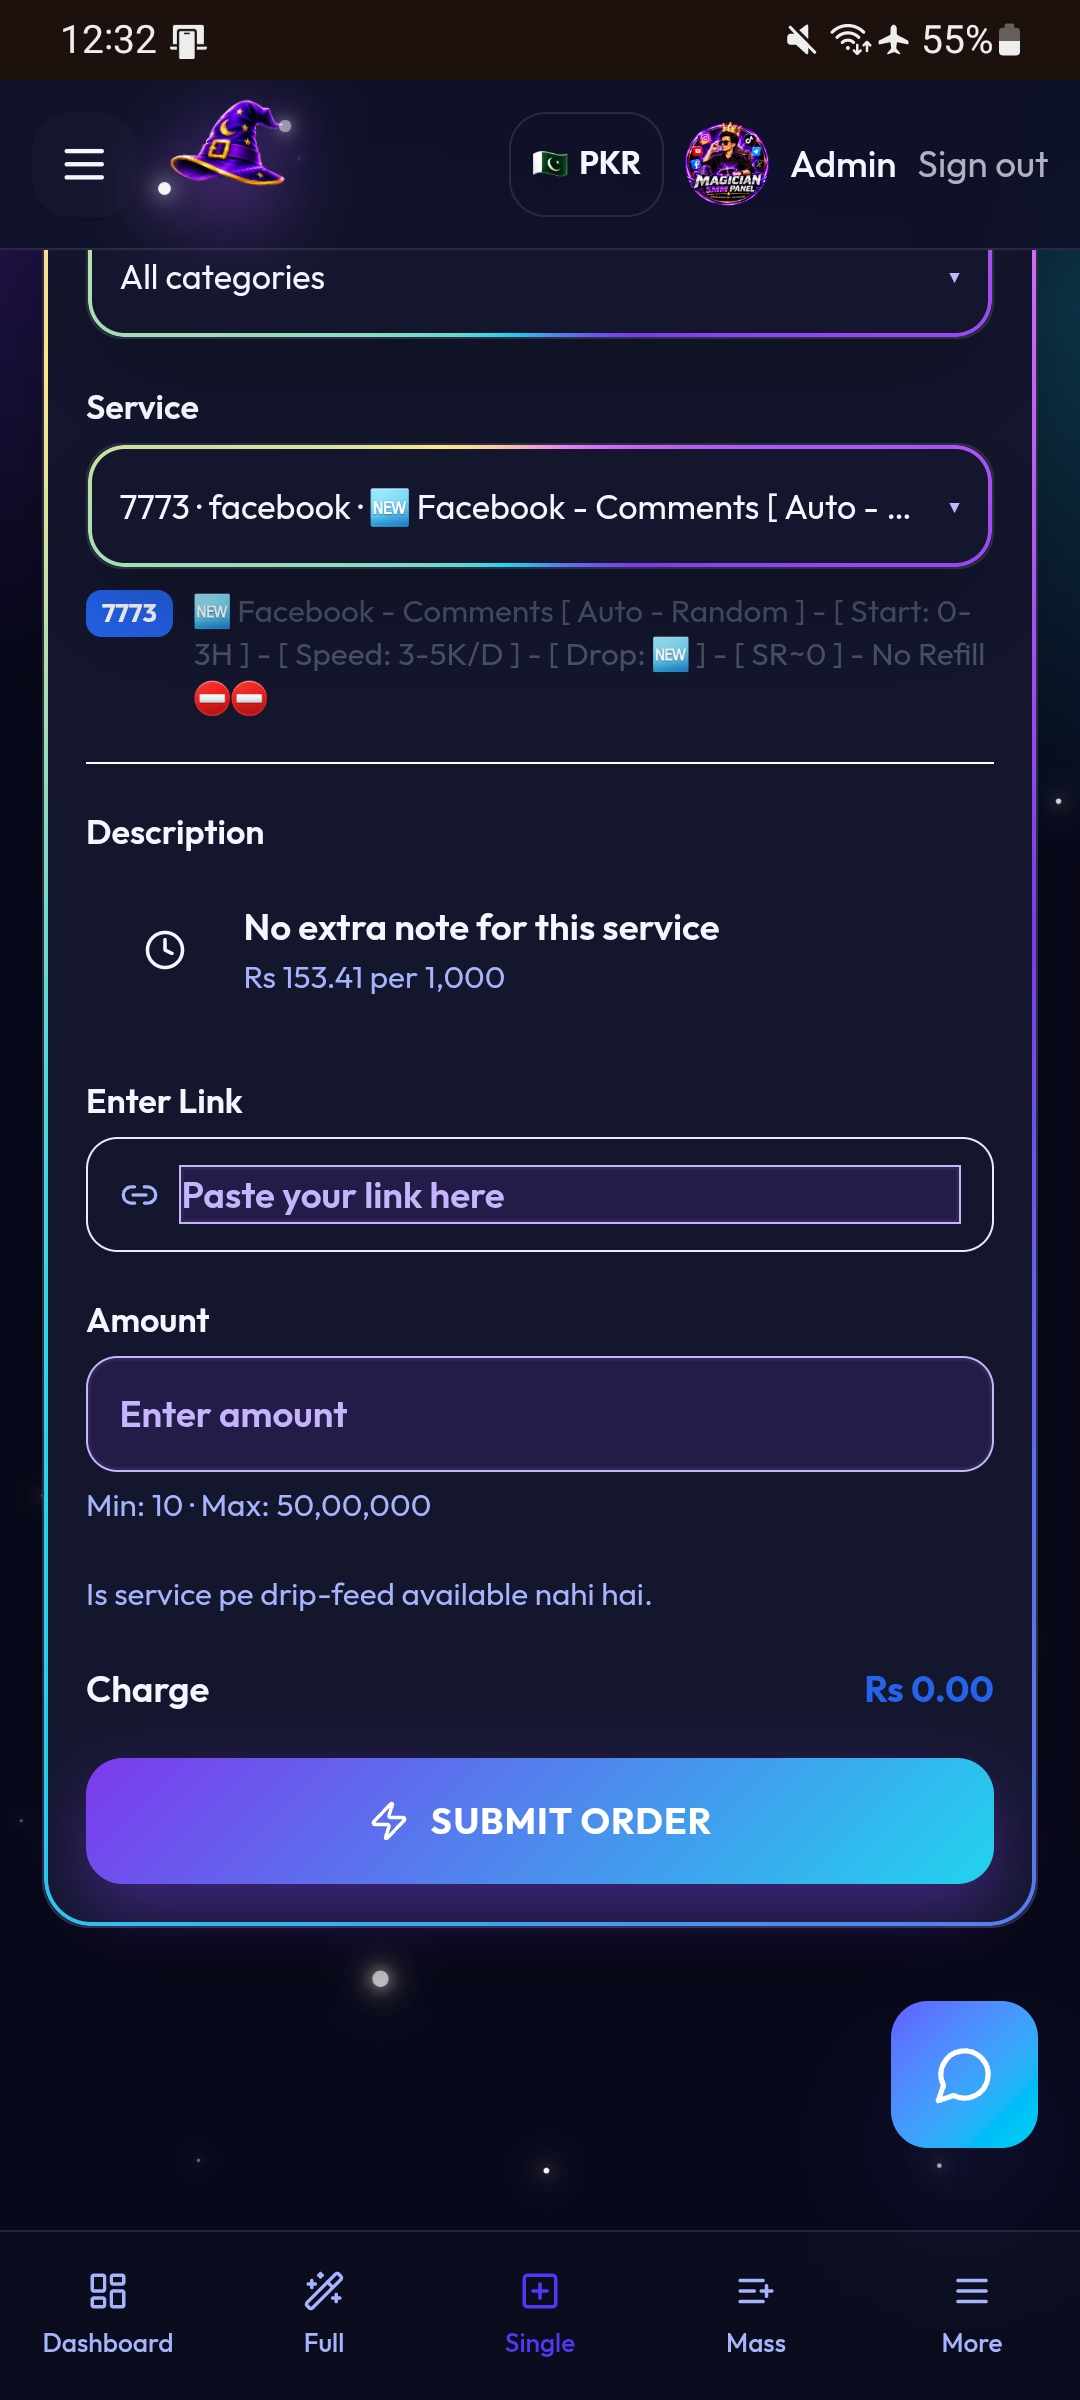 12:32
55%
PKR
MAGICIAN
SMM PANEL
Admin
Sign out
All categories
Service
7773 · facebook · 🆕 Facebook - Comments [ Auto - ...
7773
🆕 Facebook - Comments [ Auto - Random ] - [ Start: 0-
3H ] - [ Speed: 3-5K/D ] - [ Drop: 🆕 ] - [ SR~0 ] - No Refill
⛔⛔
Description
No extra note for this service
Rs 153.41 per 1,000
Enter Link
Paste your link here
Amount
Enter amount
Min: 10 · Max: 50,00,000
Is service pe drip-feed available nahi hai.
Charge
Rs 0.00
SUBMIT ORDER
Dashboard
Full
Single
Mass
More